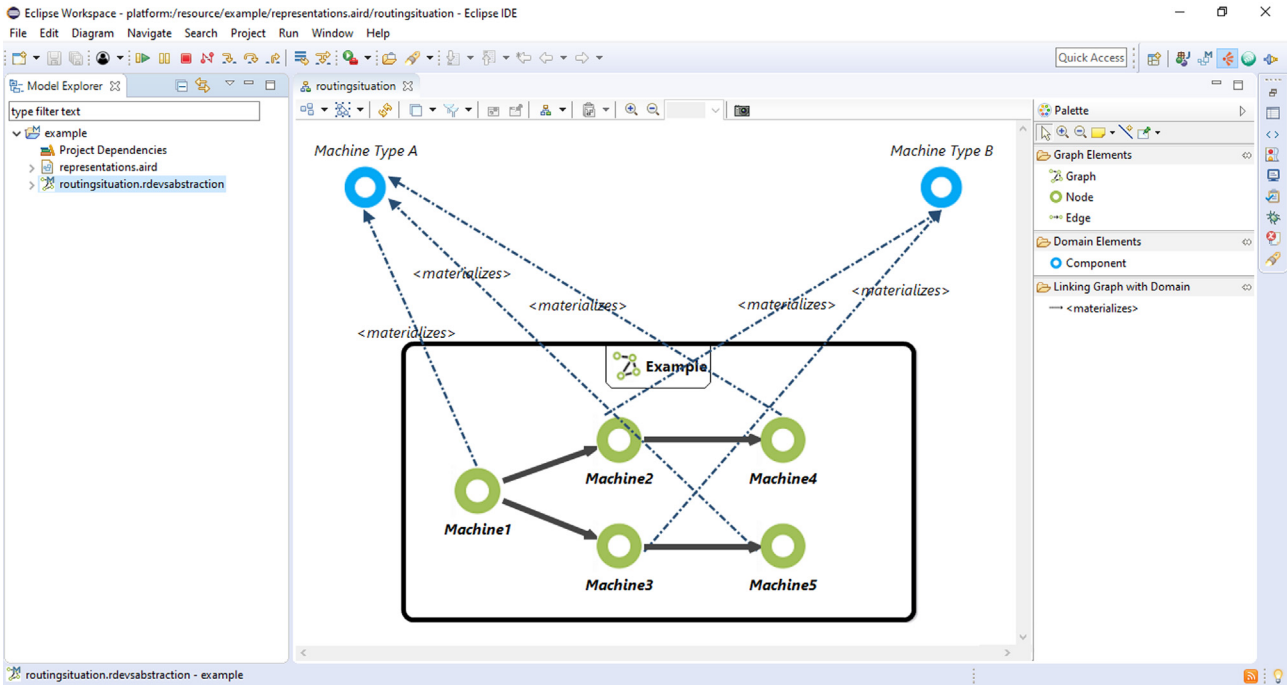 Eclipse Workspace - platform:/resource/example/representations.aird/routingsituation - Eclipse IDE
File Edit Diagram Navigate Search Project Run Window Help
Quick Access
Model Explorer
type filter text
example
Project Dependencies
representations.aird
routingsituation.rdevsabstraction
routingsituation
Machine Type A
Machine Type B
<materializes>
<materializes>
<materializes>
<materializes>
<materializes>
Example
Machine2
Machine4
Machine1
Machine3
Machine5
Palette
Graph Elements
Graph
Node
Edge
Domain Elements
Component
Linking Graph with Domain
<materializes>
routingsituation.rdevsabstraction - example